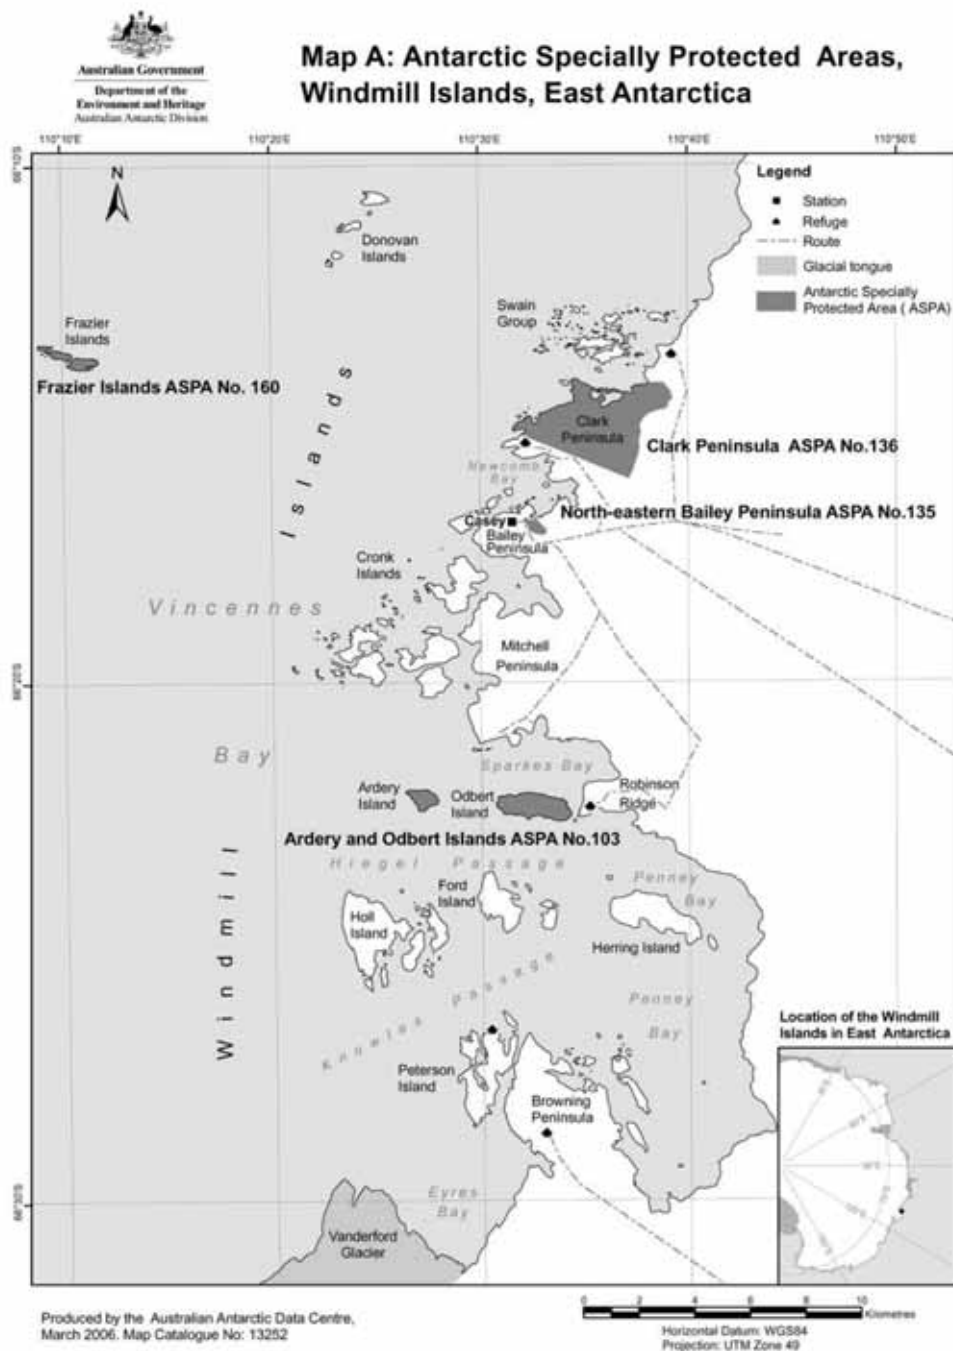 Australian Government
Department of the
Environment and Heritage
Australian Antarctic Division
Map A: Antarctic Specially Protected Areas,
Windmill Islands, East Antarctica
110°10'E
110°20'E
110°30'E
110°40'E
110°50'E
66°10'S
N
Legend
Station
Refuge
Route
Glacial tongue
Antarctic Specially
Protected Area ( ASPA)
Donovan
Islands
Swain
Group
Frazier
Islands
Frazier Islands ASPA No. 160
Islands
Clark
Peninsula
Clark Peninsula ASPA No.136
Newcomb
Bay
North-eastern Bailey Peninsula ASPA No.135
Casey
Bailey
Peninsula
Cronk
Islands
Vincennes
Mitchell
Peninsula
66°20'S
Bay
Sparkes Bay
Ardery
Island
Odbert
Island
Robinson
Ridge
Ardery and Odbert Islands ASPA No.103
Hiegel Passage
Ford
Island
Penney
Bay
Holl
Island
Herring Island
Windmill
Knowles Passage
Penney
Bay
Location of the Windmill
Islands in East Antarctica
Peterson
Island
Browning
Peninsula
Eyres
Bay
66°30'S
Vanderford
Glacier
Produced by the Australian Antarctic Data Centre,
March 2006. Map Catalogue No: 13252
0 2 4 6 8 10
Kilometres
Horizontal Datum: WGS84
Projection: UTM Zone 49